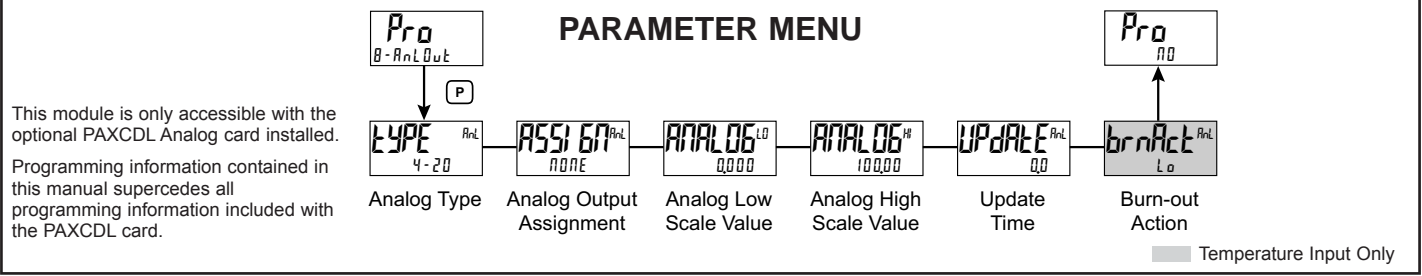 PARAMETER MENU
Pro
8-AnLOut
P
Pro
NO
This module is only accessible with the
optional PAXCDL Analog card installed.
Programming information contained in
this manual supercedes all
programming information included with
the PAXCDL card.
tYPE AnL
4-20
ASSIGN AnL
NONE
ANALOG LO
0.000
ANALOG HI
100.00
UPdAtE AnL
0.0
brnAct AnL
Lo
Analog Type
Analog Output
Assignment
Analog Low
Scale Value
Analog High
Scale Value
Update
Time
Burn-out
Action
Temperature Input Only